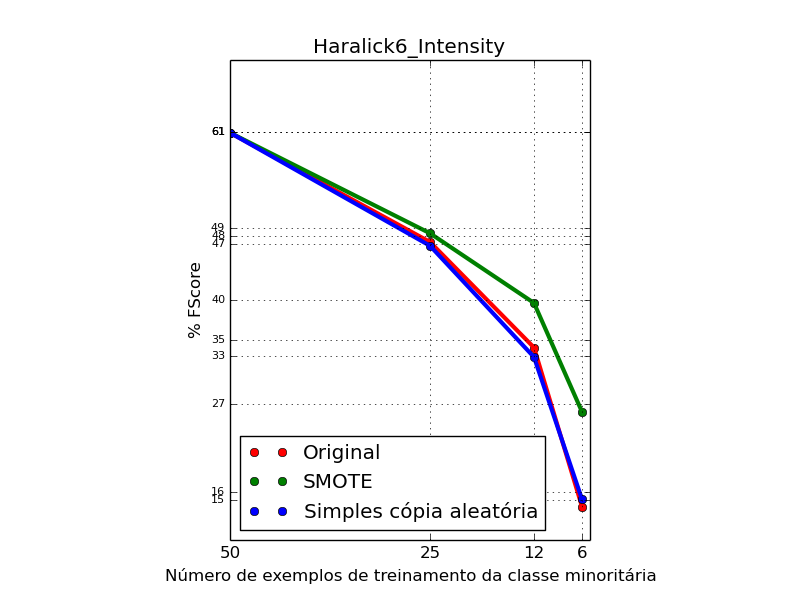 Haralick6_Intensity
61
49
48
47
40
35
33
27
16
15
% FScore
Original
SMOTE
Simples cópia aleatória
50 25 12 6
Número de exemplos de treinamento da classe minoritária